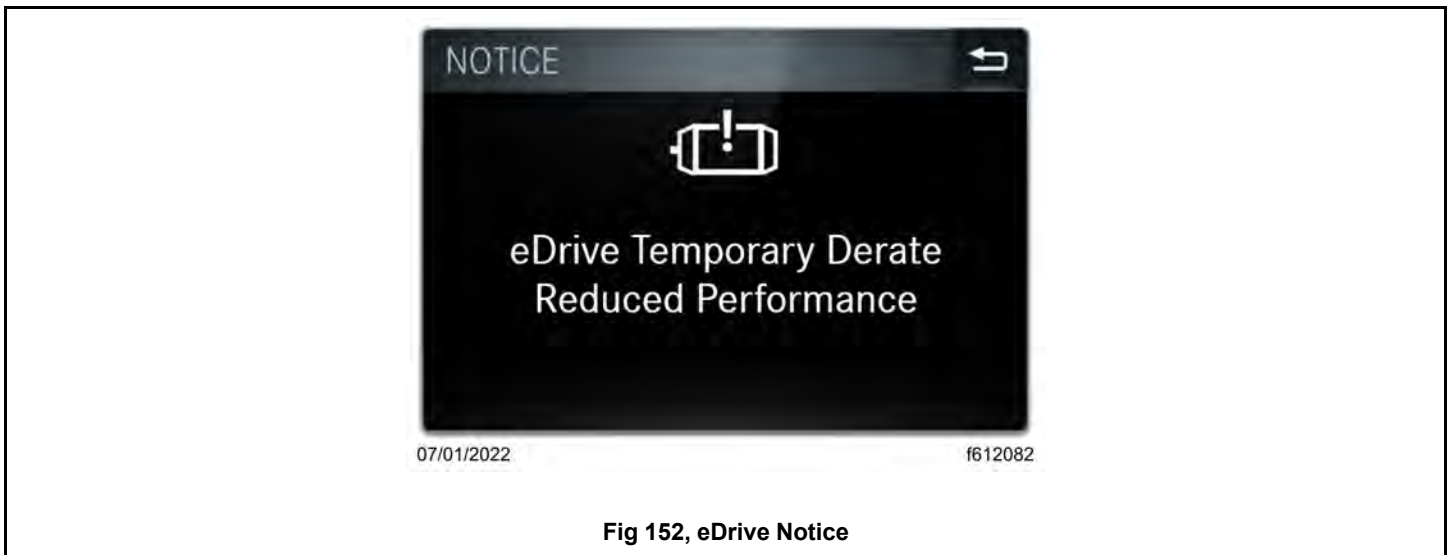 NOTICE
eDrive Temporary Derate
Reduced Performance
07/01/2022 f612082
Fig 152, eDrive Notice